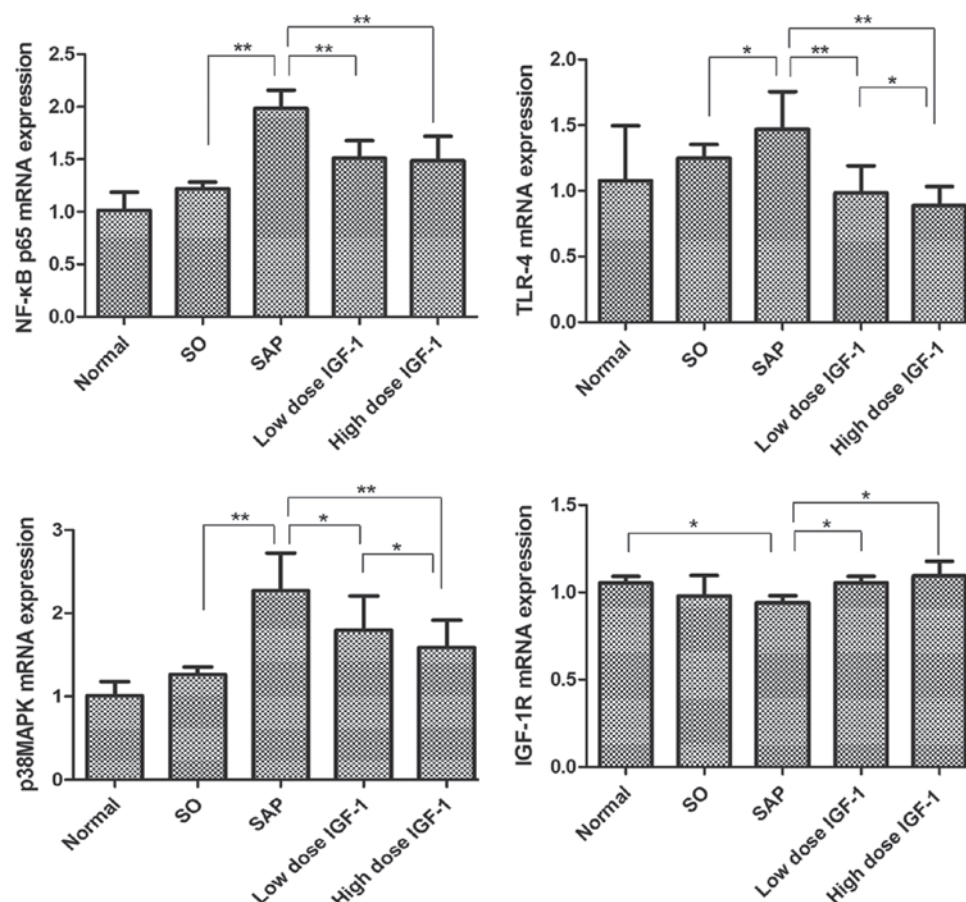 NF-κB p65 mRNA expression
2.5
2.0
1.5
1.0
0.5
0.0
**
**
**
Normal
SO
SAP
Low dose IGF-1
High dose IGF-1
TLR-4 mRNA expression
2.0
1.5
1.0
0.5
0.0
**
*
**
*
Normal
SO
SAP
Low dose IGF-1
High dose IGF-1
p38MAPK mRNA expression
3
2
1
0
**
**
*
*
Normal
SO
SAP
Low dose IGF-1
High dose IGF-1
IGF-1R mRNA expression
1.5
1.0
0.5
0.0
*
*
*
Normal
SO
SAP
Low dose IGF-1
High dose IGF-1